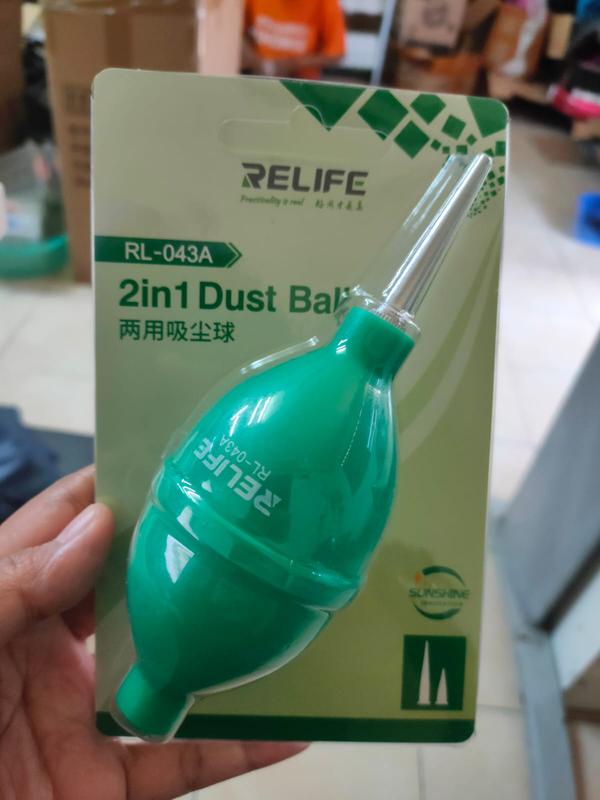 RELIFE
Practicality is real
RL-043A
2in1 Dust Ball
两用吸尘球
RELIFE
RL-043A
SUNSHINE